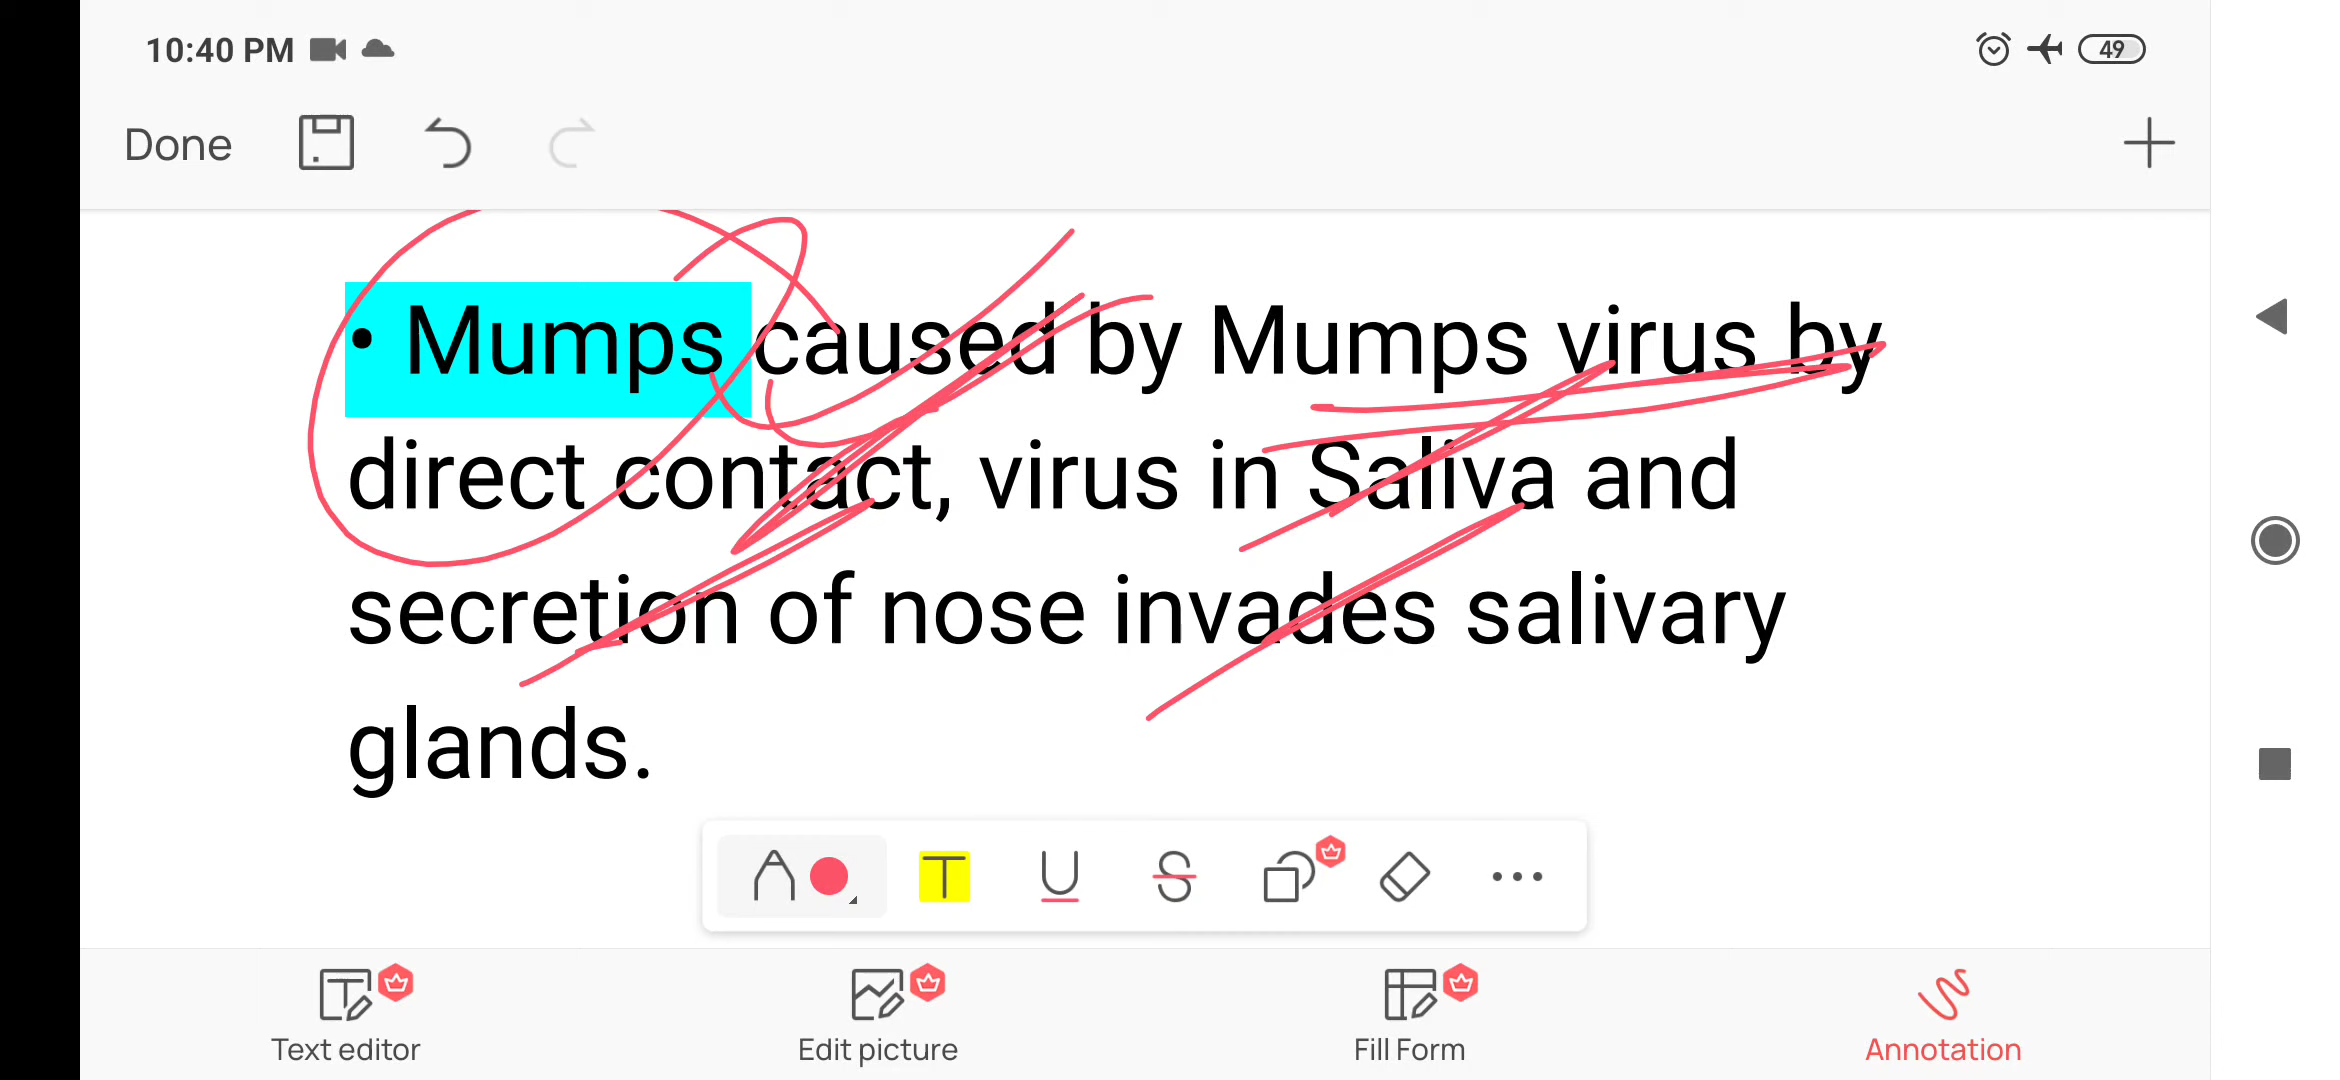 10:40 PM 49
Done
• Mumps caused by Mumps virus by
direct contact, virus in Saliva and
secretion of nose invades salivary
glands.
T U S
Text editor Edit picture Fill Form Annotation